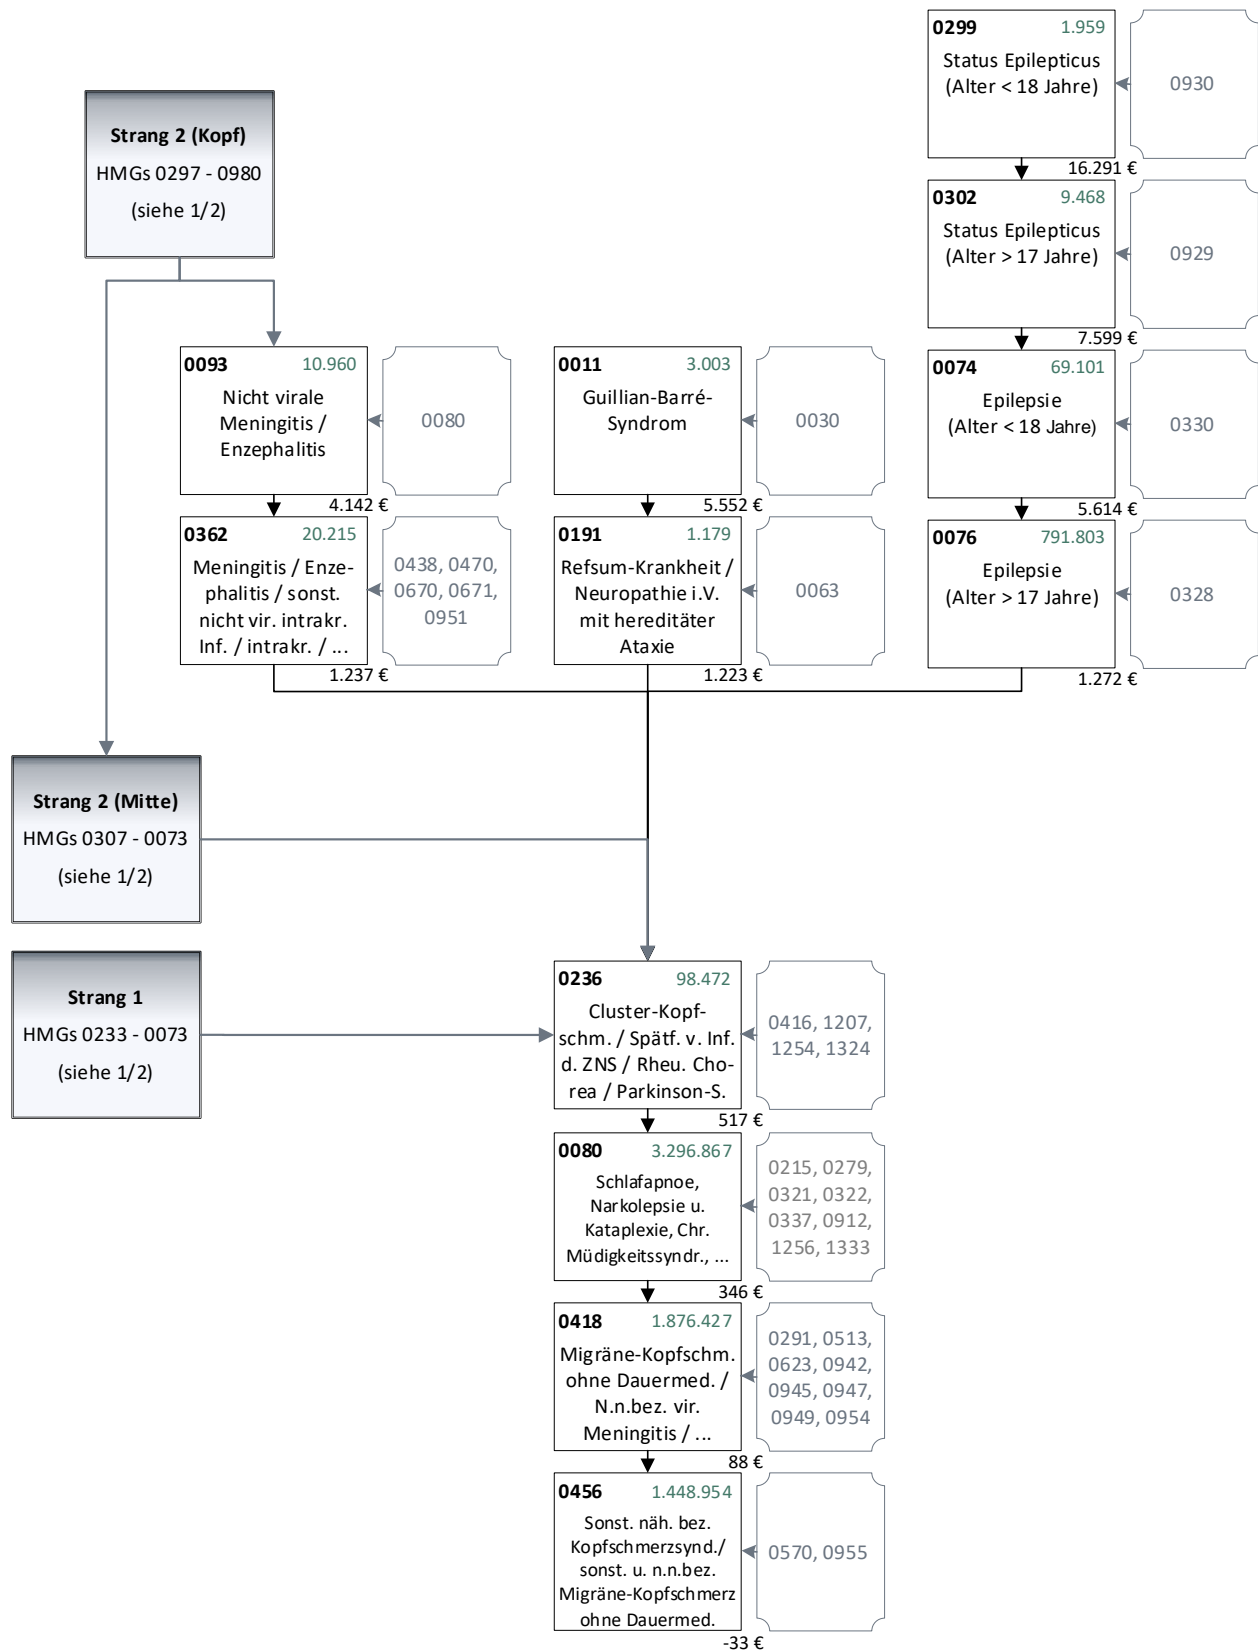 0299 1.959
Status Epilepticus
(Alter < 18 Jahre)
0930
16.291 €
Strang 2 (Kopf)
HMGs 0297 - 0980
(siehe 1/2)
0302 9.468
Status Epilepticus
(Alter > 17 Jahre)
0929
7.599 €
0093 10.960
Nicht virale
Meningitis /
Enzephalitis
0080
4.142 €
0011 3.003
Guillian-Barré-
Syndrom
0030
5.552 €
0074 69.101
Epilepsie
(Alter < 18 Jahre)
0330
5.614 €
0362 20.215
Meningitis / Enze-
phalitis / sonst.
nicht vir. intrakr.
Inf. / intrakr. / ...
0438, 0470,
0670, 0671,
0951
1.237 €
0191 1.179
Refsum-Krankheit /
Neuropathie i.V.
mit hereditäter
Ataxie
0063
1.223 €
0076 791.803
Epilepsie
(Alter > 17 Jahre)
0328
1.272 €
Strang 2 (Mitte)
HMGs 0307 - 0073
(siehe 1/2)
Strang 1
HMGs 0233 - 0073
(siehe 1/2)
0236 98.472
Cluster-Kopf-
schm. / Spätf. v. Inf.
d. ZNS / Rheu. Cho-
rea / Parkinson-S.
0416, 1207,
1254, 1324
517 €
0080 3.296.867
Schlafapnoe,
Narkolepsie u.
Kataplexie, Chr.
Müdigkeitssyndr., ...
0215, 0279,
0321, 0322,
0337, 0912,
1256, 1333
346 €
0418 1.876.427
Migräne-Kopfschm.
ohne Dauermed. /
N.n.bez. vir.
Meningitis / ...
0291, 0513,
0623, 0942,
0945, 0947,
0949, 0954
88 €
0456 1.448.954
Sonst. näh. bez.
Kopfschmerzsynd./
sonst. u. n.n.bez.
Migräne-Kopfschmerz
ohne Dauermed.
0570, 0955
-33 €